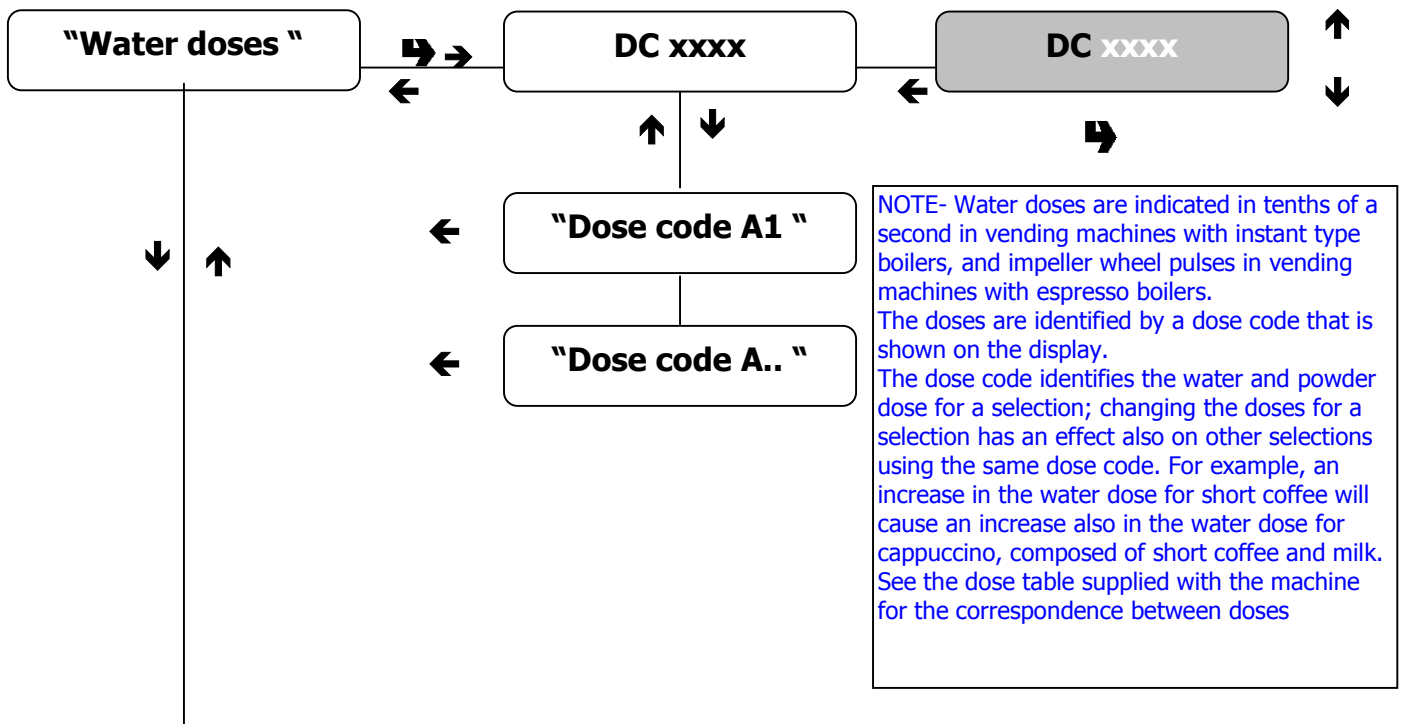 “Water doses “
DC xxxx
DC xxxx
“Dose code A1 “
“Dose code A.. “
NOTE- Water doses are indicated in tenths of a
second in vending machines with instant type
boilers, and impeller wheel pulses in vending
machines with espresso boilers.
The doses are identified by a dose code that is
shown on the display.
The dose code identifies the water and powder
dose for a selection; changing the doses for a
selection has an effect also on other selections
using the same dose code. For example, an
increase in the water dose for short coffee will
cause an increase also in the water dose for
cappuccino, composed of short coffee and milk.
See the dose table supplied with the machine
for the correspondence between doses